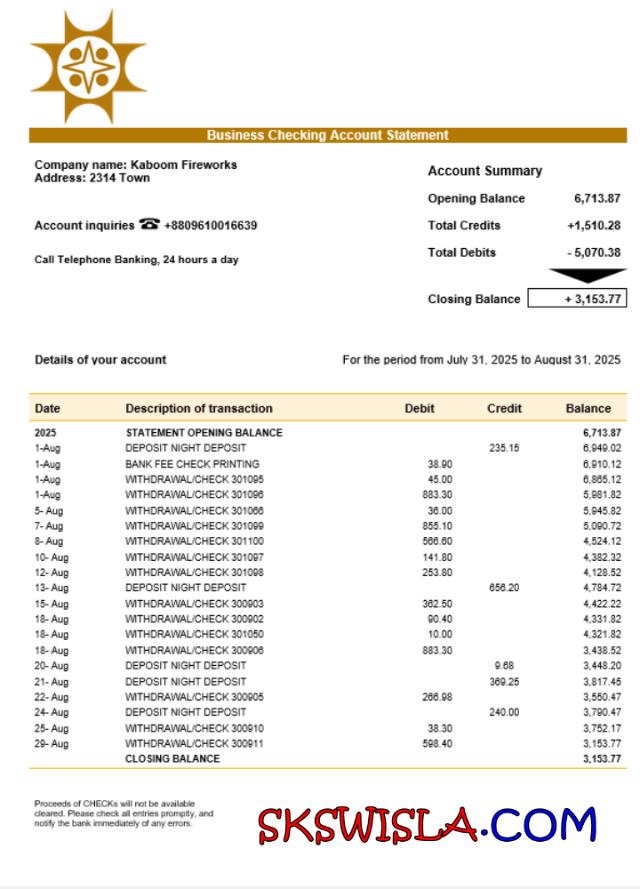 Business Checking Account Statement
Company name: Kaboom Fireworks
Address: 2314 Town
Account inquiries ☎ +8809610016639
Call Telephone Banking, 24 hours a day
Account Summary
Opening Balance 6,713.87
Total Credits +1,510.28
Total Debits - 5,070.38
Closing Balance + 3,153.77
Details of your account For the period from July 31, 2025 to August 31, 2025
Date Description of transaction Debit Credit Balance
2025 STATEMENT OPENING BALANCE 6,713.87
1-Aug DEPOSIT NIGHT DEPOSIT 235.15 6,949.02
1-Aug BANK FEE CHECK PRINTING 38.90 6,910.12
1-Aug WITHDRAWAL/CHECK 301095 45.00 6,865.12
1-Aug WITHDRAWAL/CHECK 301096 883.30 5,981.82
5- Aug WITHDRAWAL/CHECK 301066 36.00 5,945.82
7- Aug WITHDRAWAL/CHECK 301099 855.10 5,090.72
8- Aug WITHDRAWAL/CHECK 301100 566.60 4,524.12
10- Aug WITHDRAWAL/CHECK 301097 141.80 4,382.32
12- Aug WITHDRAWAL/CHECK 301098 253.80 4,128.52
13- Aug DEPOSIT NIGHT DEPOSIT 656.20 4,784.72
15- Aug WITHDRAWAL/CHECK 300903 362.50 4,422.22
18- Aug WITHDRAWAL/CHECK 300902 90.40 4,331.82
18- Aug WITHDRAWAL/CHECK 301050 10.00 4,321.82
18- Aug WITHDRAWAL/CHECK 300906 883.30 3,438.52
20- Aug DEPOSIT NIGHT DEPOSIT 9.68 3,448.20
21- Aug DEPOSIT NIGHT DEPOSIT 369.25 3,817.45
22- Aug WITHDRAWAL/CHECK 300905 266.98 3,550.47
24- Aug DEPOSIT NIGHT DEPOSIT 240.00 3,790.47
25- Aug WITHDRAWAL/CHECK 300910 38.30 3,752.17
29- Aug WITHDRAWAL/CHECK 300911 598.40 3,153.77
CLOSING BALANCE 3,153.77
Proceeds of CHECKs will not be available
cleared. Please check all entries promptly, and
notify the bank immediately of any errors.
SKSWISLA.COM